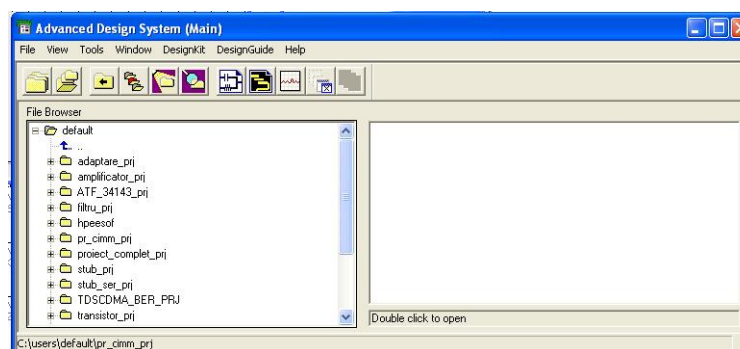 Advanced Design System (Main)
File View Tools Window DesignKit DesignGuide Help
File Browser
default
..
adaptare_prj
amplificator_prj
ATF_34143_prj
filtru_prj
hpeesof
pr_cimm_prj
proiect_complet_prj
stub_prj
stub_ser_prj
TDSCDMA_BER_PRJ
transistor_prj
Double click to open
C:\users\default\pr_cimm_prj